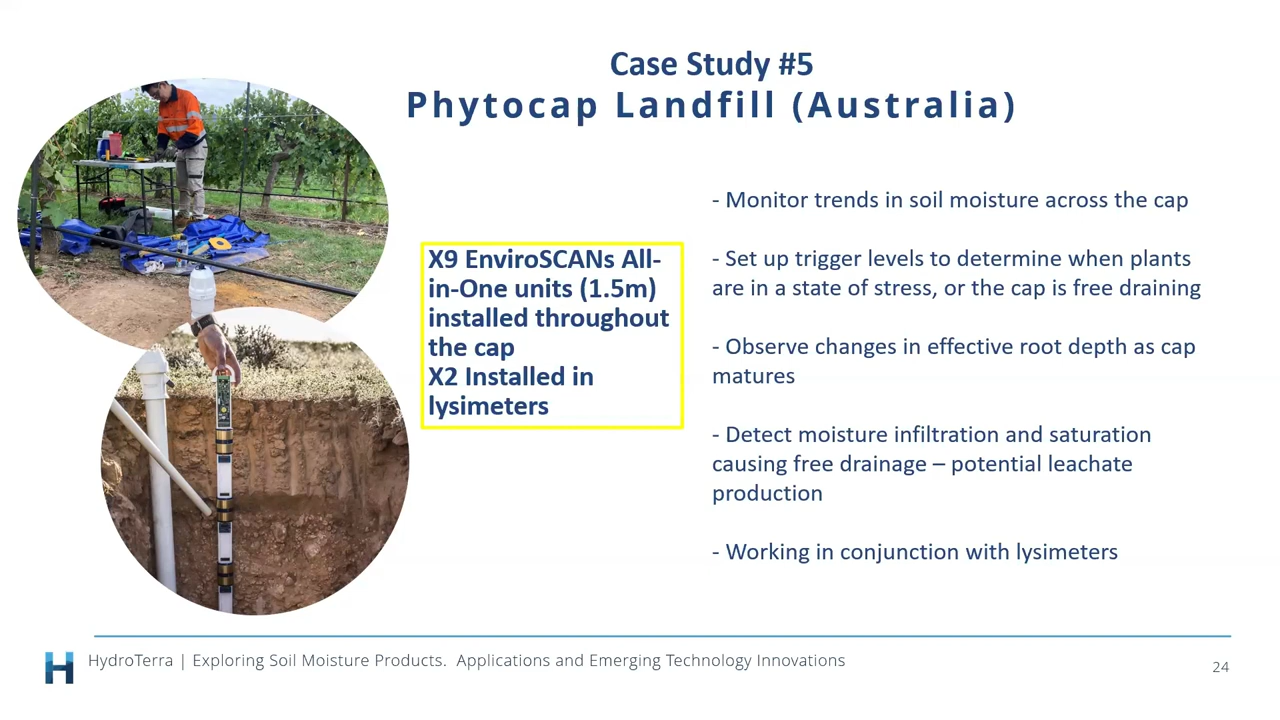 Case Study #5
Phytocap Landfill (Australia)
X9 EnviroSCANs All-
in-One units (1.5m)
installed throughout
the cap
X2 Installed in
lysimeters
- Monitor trends in soil moisture across the cap
- Set up trigger levels to determine when plants
are in a state of stress, or the cap is free draining
- Observe changes in effective root depth as cap
matures
- Detect moisture infiltration and saturation
causing free drainage – potential leachate
production
- Working in conjunction with lysimeters
HydroTerra | Exploring Soil Moisture Products.  Applications and Emerging Technology Innovations
24